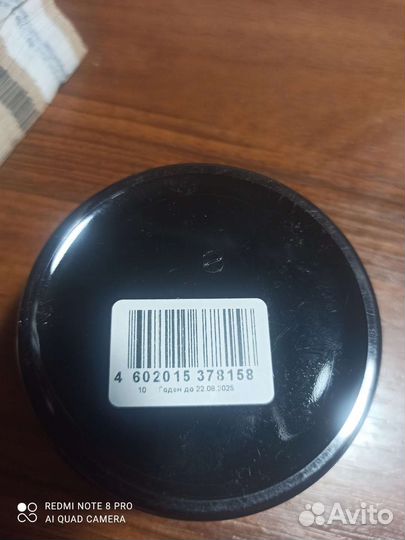 4 602015 378158
10 Годен до 22.08.2025
REDMI NOTE 8 PRO
AI QUAD CAMERA
Avito